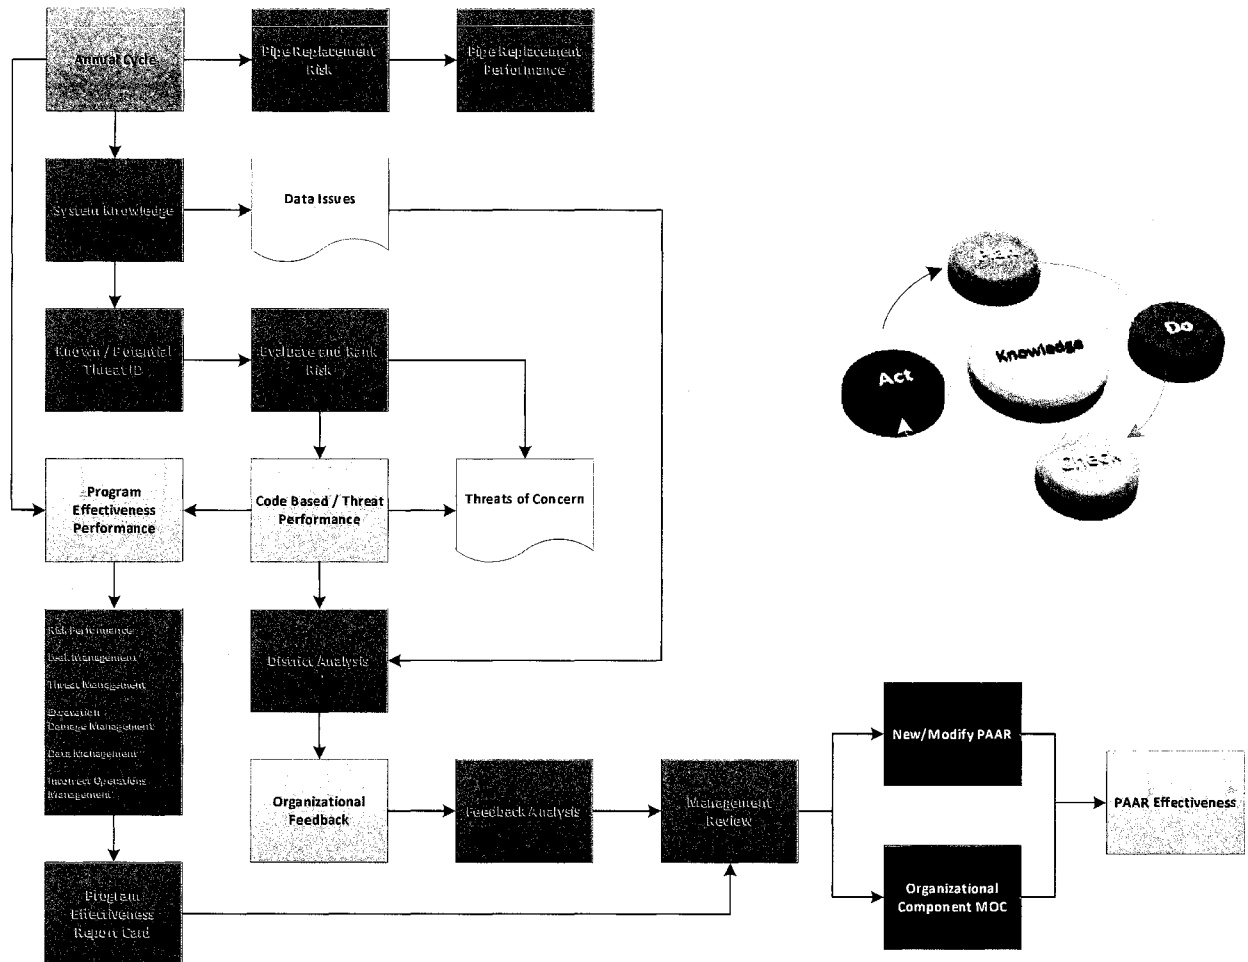 Annual Cycle
Pipe Replacement
Risk
Pipe Replacement
Performance
System Knowledge
Data Issues
Known / Potential
Threat ID
Evaluate and Rank
Risk
Do
Knowledge
Act
Check
Program
Effectiveness
Performance
Code Based / Threat
Performance
Threats of Concern
Risk Performance
Leak Management
Threat Management
Excavation
Damage Management
Data Management
Incorrect Operations
Management
District Analysis
Organizational
Feedback
Feedback Analysis
Management
Review
New/Modify PAAR
PAAR Effectiveness
Program
Effectiveness
Report Card
Organizational
Component MOC